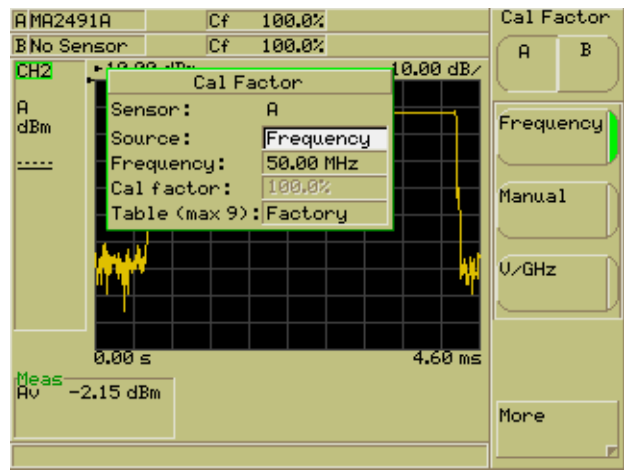 A MA2491A Cf 100.0%
B No Sensor Cf 100.0%
CH2
10.00 dB/
A
dBm
-----
Cal Factor
Sensor: A
Source: Frequency
Frequency: 50.00 MHz
Cal factor: 100.0%
Table (max 9): Factory
0.00 s 4.60 ms
Meas
Av -2.15 dBm
Cal Factor
A B
Frequency
Manual
V/GHz
More